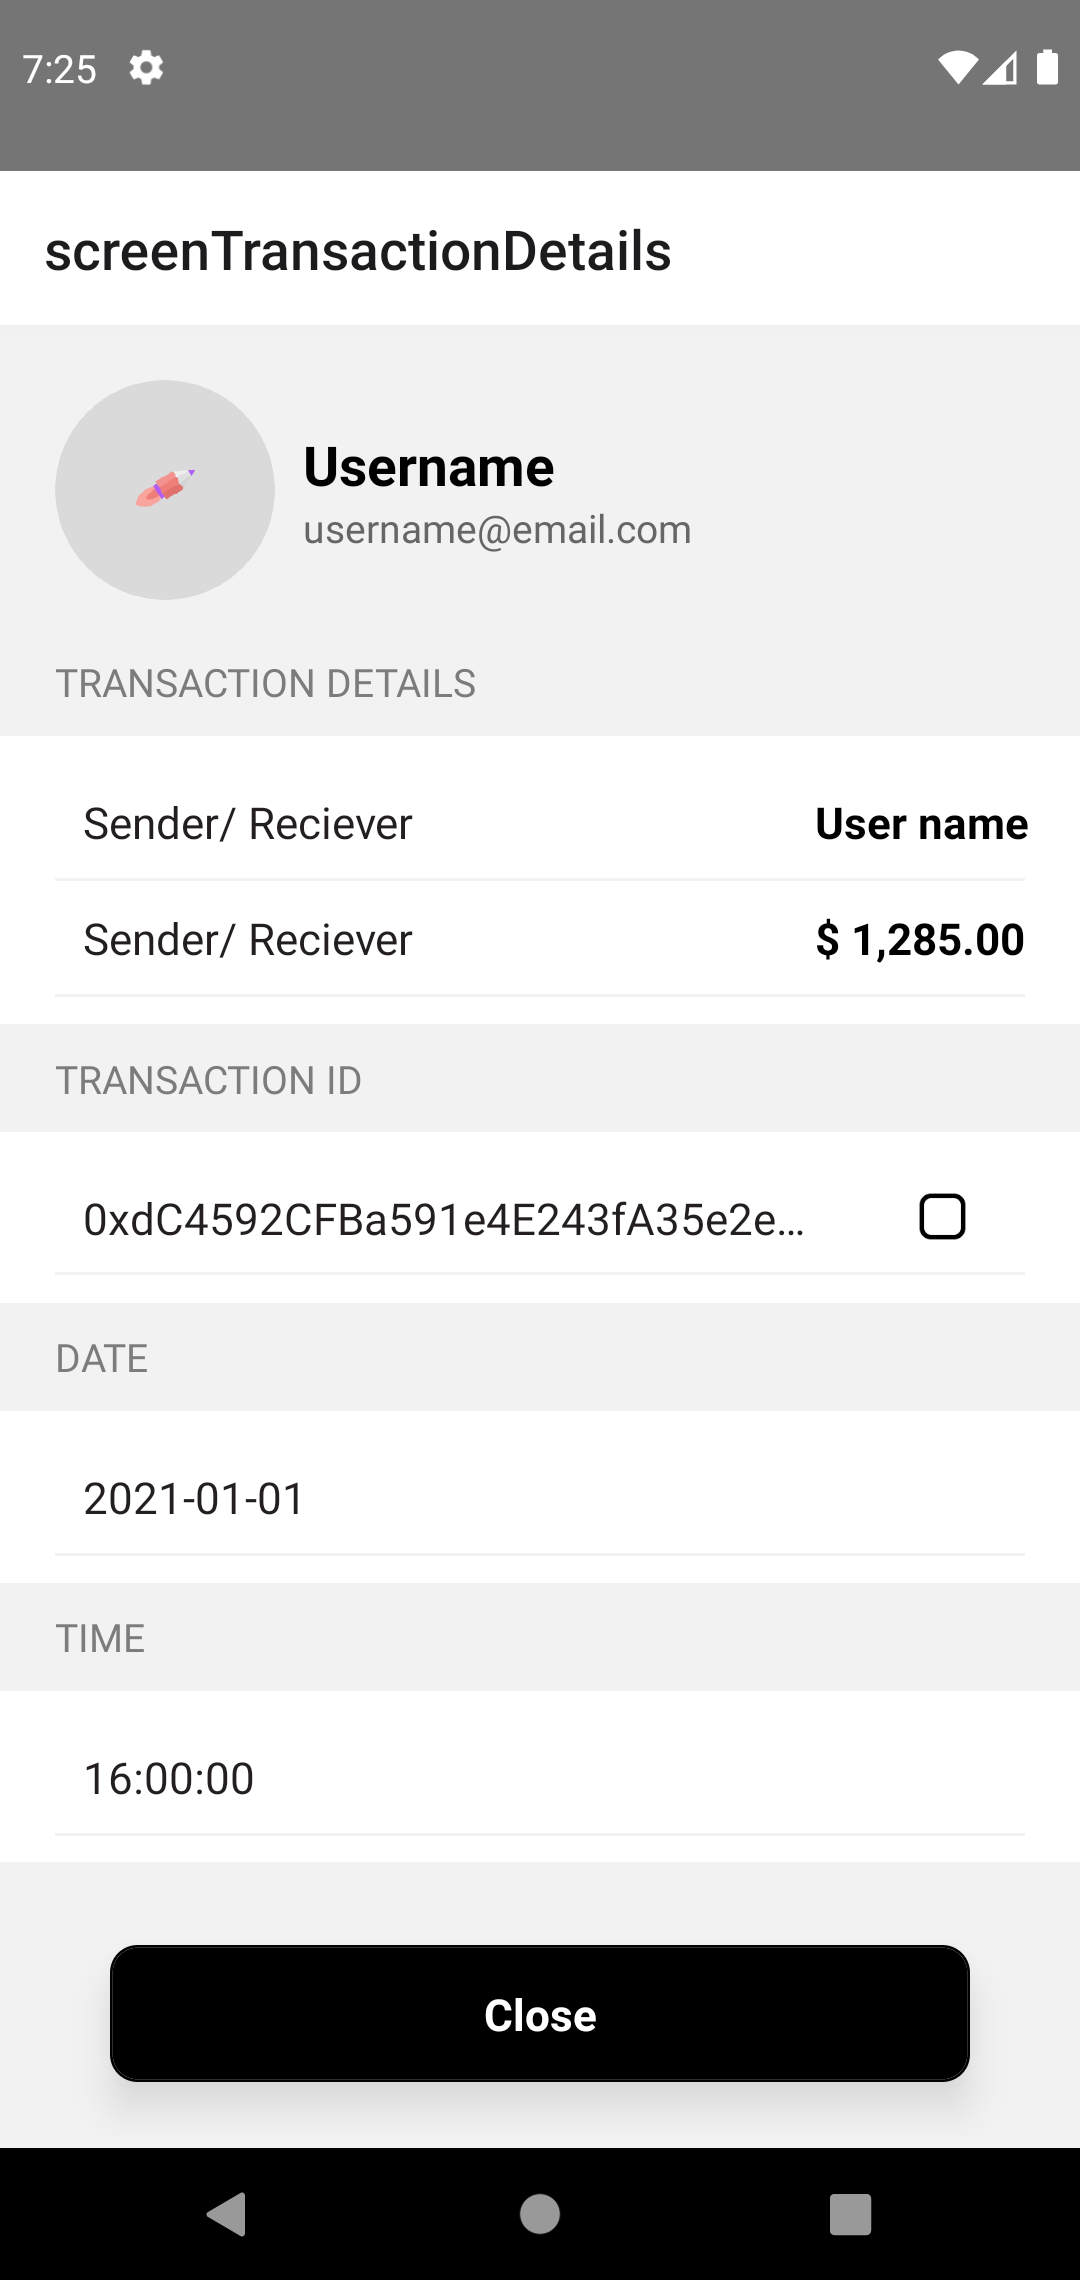 7:25
screenTransactionDetails
Username
username@email.com
TRANSACTION DETAILS
Sender/ Reciever User name
Sender/ Reciever $ 1,285.00
TRANSACTION ID
0xdC4592CFBa591e4E243fA35e2e...
DATE
2021-01-01
TIME
16:00:00
Close